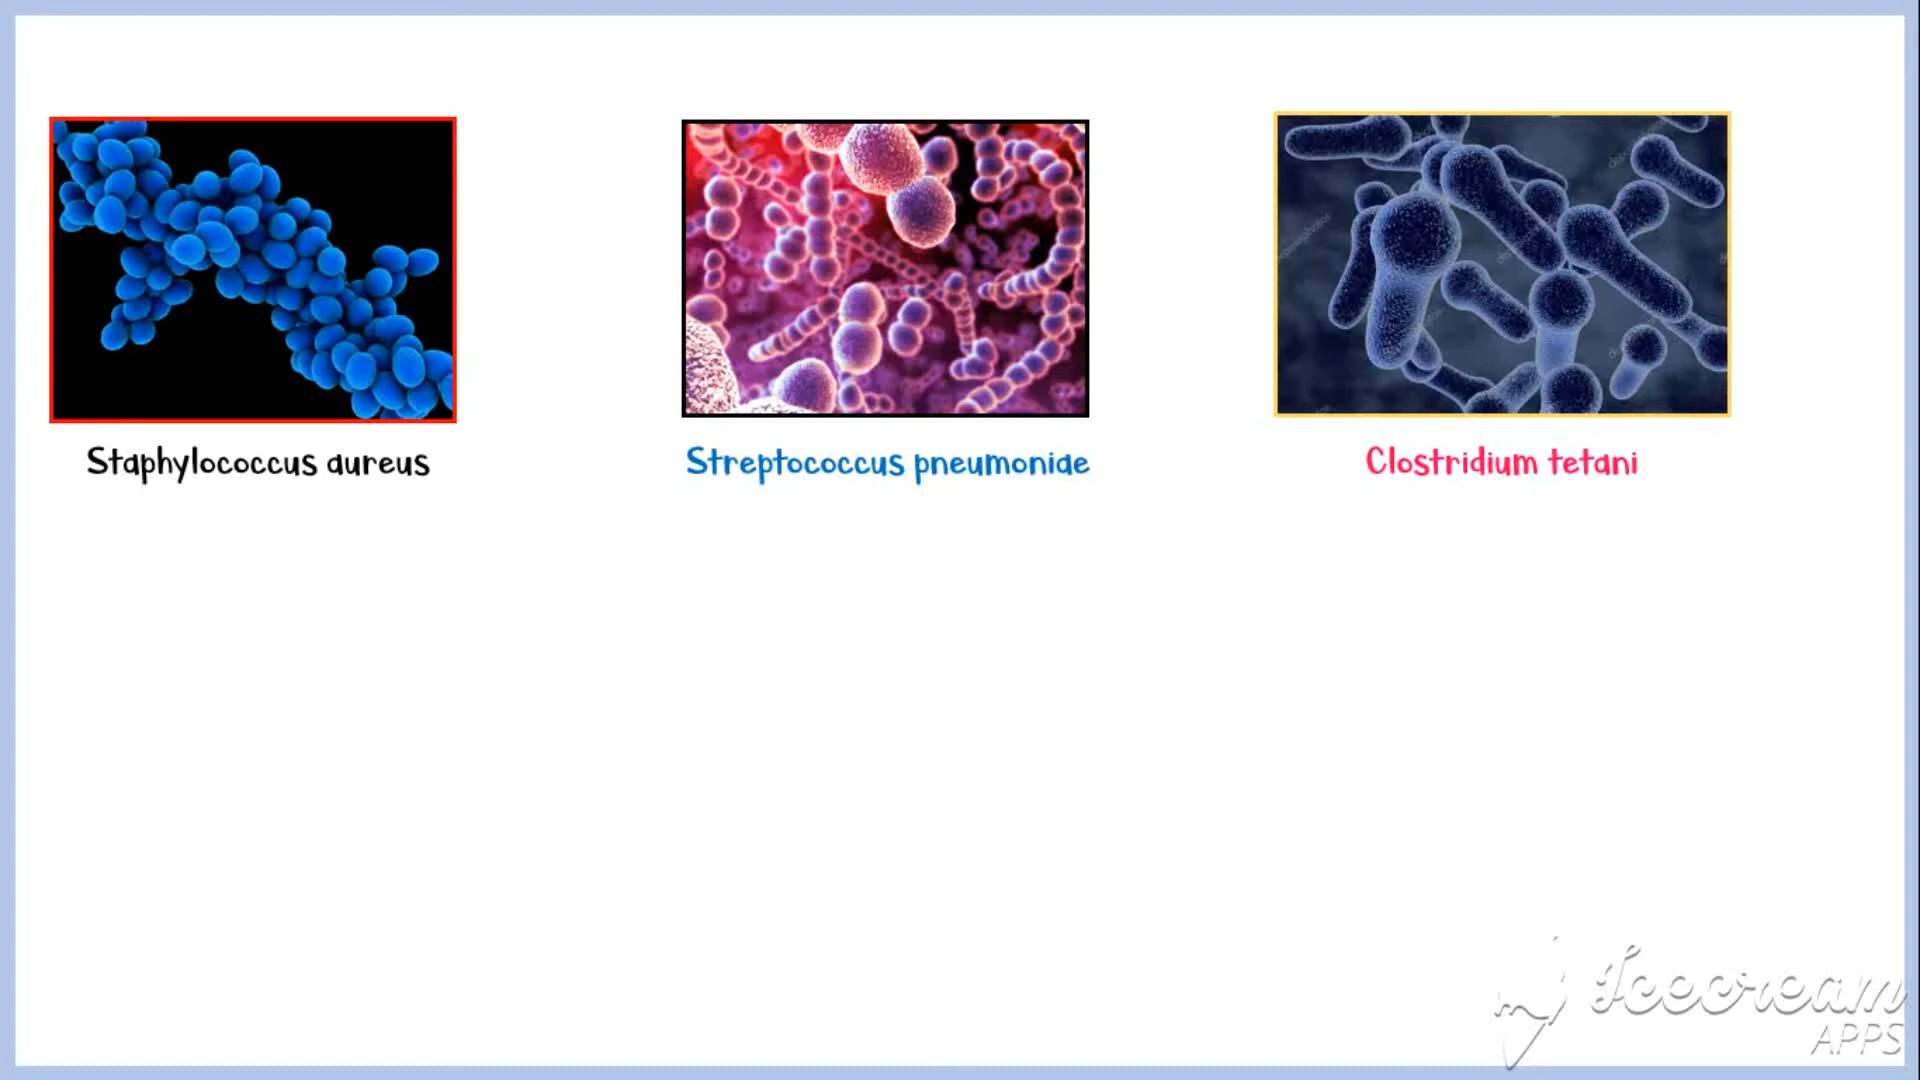 Staphylococcus aureus
Streptococcus pneumoniae
Clostridium tetani
Icecream
APPS